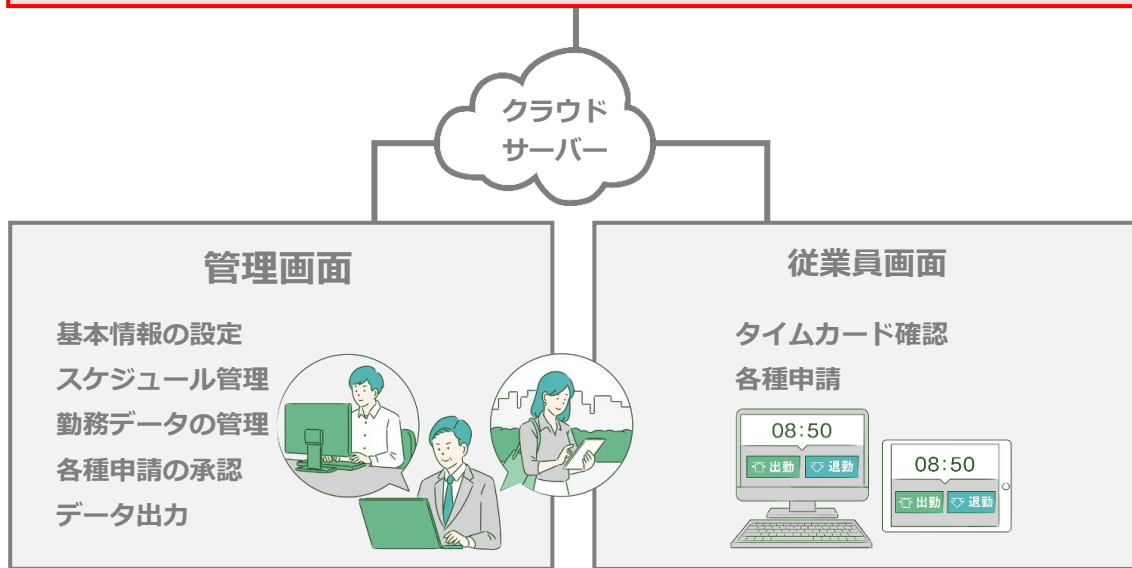 クラウド
サーバー
管理画面
基本情報の設定
スケジュール管理
勤務データの管理
各種申請の承認
データ出力
従業員画面
タイムカード確認
各種申請
08:50
出勤 退勤
08:50
出勤 退勤